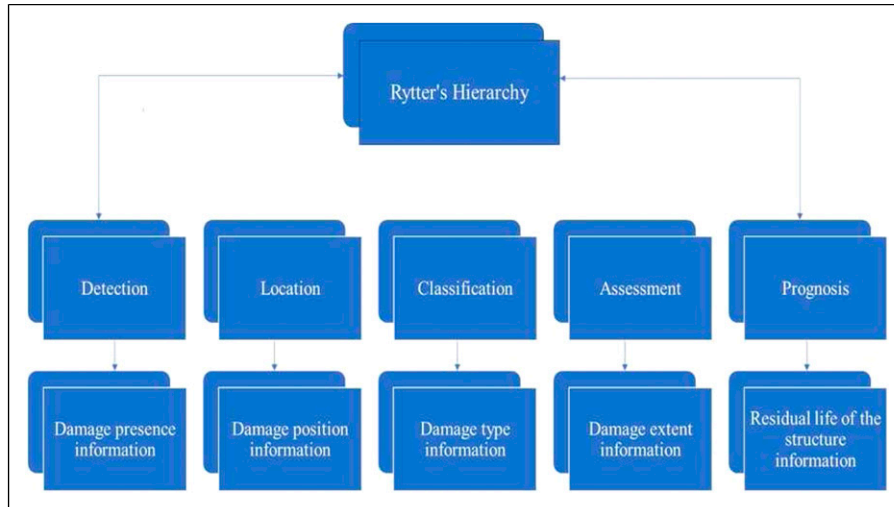 Rytter's Hierarchy
Detection
Location
Classification
Assessment
Prognosis
Damage presence
information
Damage position
information
Damage type
information
Damage extent
information
Residual life of the
structure
information